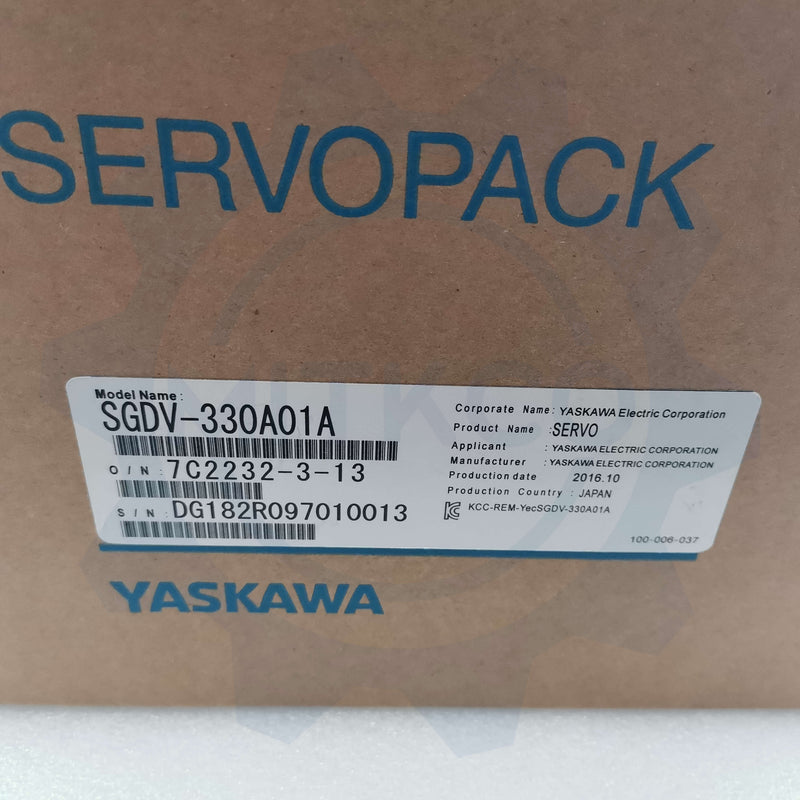 SERVOPACK
Model Name:
SGDV-330A01A
O/N: 7C2232-3-13
S/N: DG182R097010013
Corporate Name: YASKAWA Electric Corporation
Product Name :SERVO
Applicant : YASKAWA ELECTRIC CORPORATION
Manufacturer : YASKAWA ELECTRIC CORPORATION
Production date 2016.10
Production Country : JAPAN
KCC-REM-YecSGDV-330A01A
100-006-037
YASKAWA